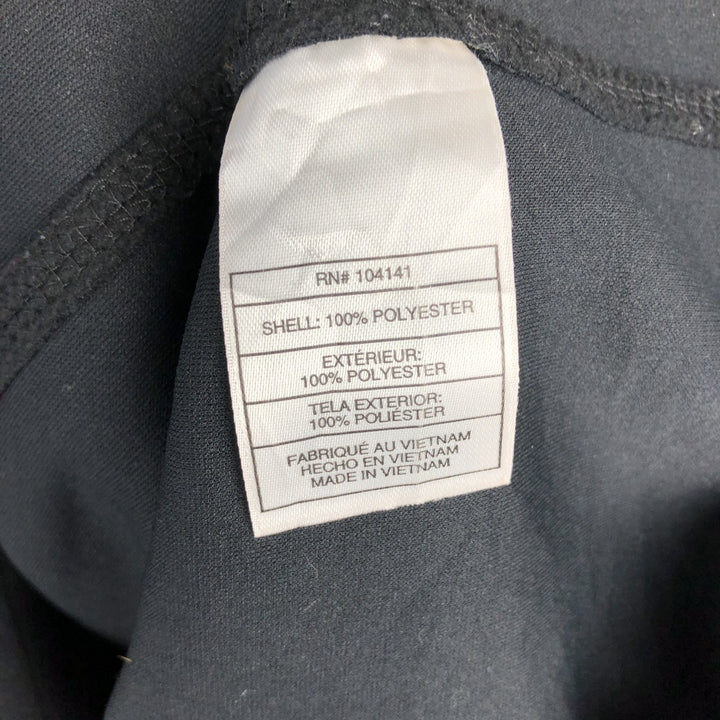 RN# 104141
SHELL: 100% POLYESTER
EXTÉRIEUR:
100% POLYESTER
TELA EXTERIOR:
100% POLIÉSTER
FABRIQUÉ AU VIETNAM
HECHO EN VIETNAM
MADE IN VIETNAM